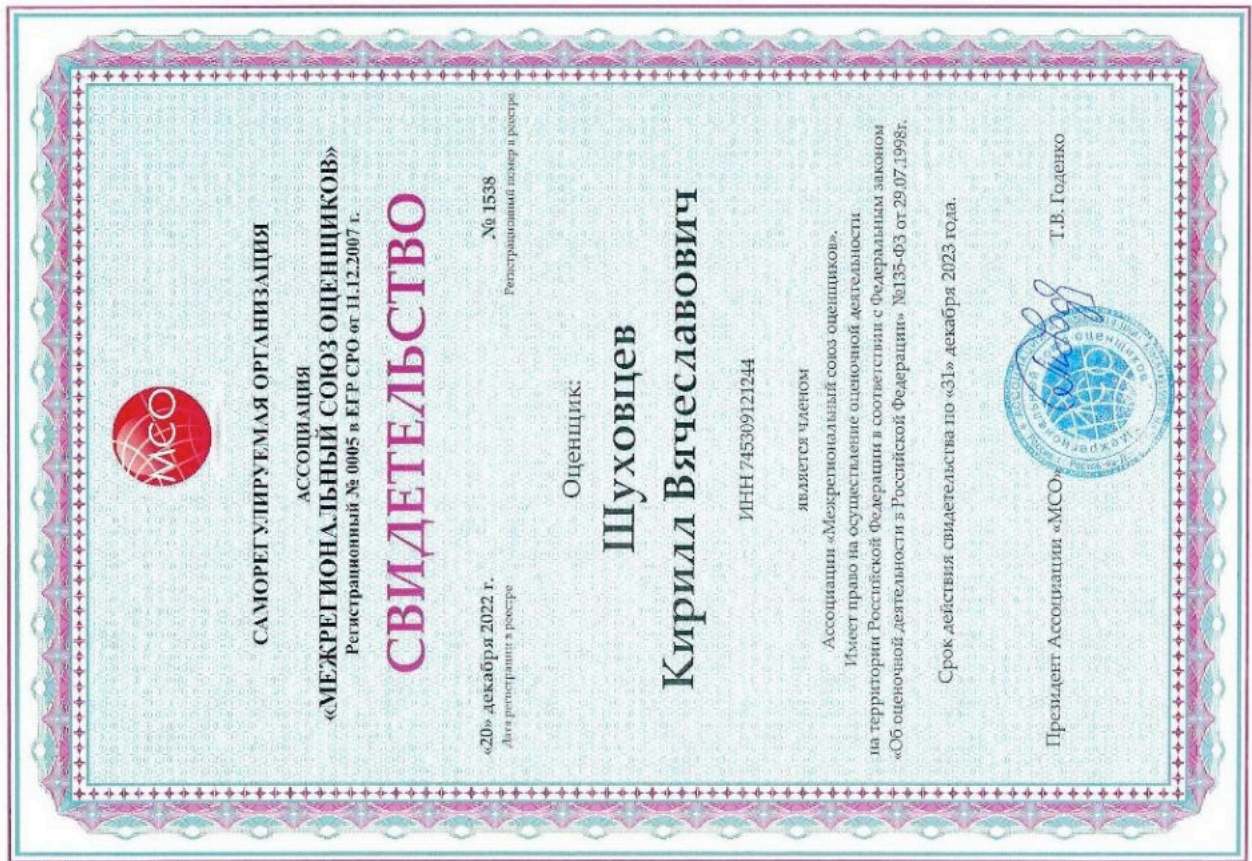 МСО
САМОРЕГУЛИРУЕМАЯ ОРГАНИЗАЦИЯ
АССОЦИАЦИЯ
«МЕЖРЕГИОНАЛЬНЫЙ СОЮЗ ОЦЕНЩИКОВ»
Регистрационный № 0005 в ЕГР СРО от 11.12.2007 г.
СВИДЕТЕЛЬСТВО
«20» декабря 2022 г. № 1538
Дата регистрации в реестре Регистрационный номер в реестре
Оценщик:
Шуховцев
Кирилл Вячеславович
ИНН 745309121244
является членом
Ассоциации «Межрегиональный союз оценщиков».
Имеет право на осуществление оценочной деятельности
на территории Российской Федерации в соответствии с Федеральным законом
«Об оценочной деятельности в Российской Федерации» №135-ФЗ от 29.07.1998г.
Срок действия свидетельства по «31» декабря 2023 года.
Президент Ассоциации «МСО» Т.В. Годенко